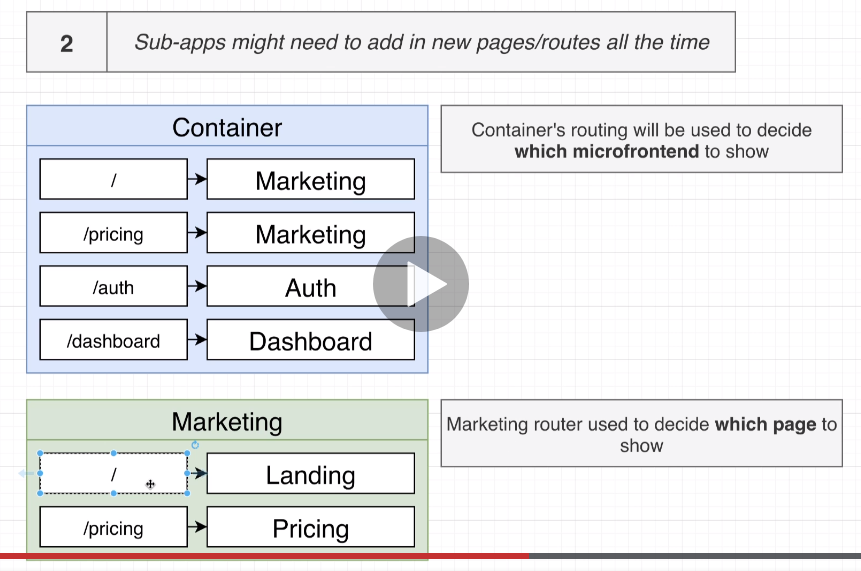 2
Sub-apps might need to add in new pages/routes all the time
Container
/
Marketing
/pricing
Marketing
/auth
Auth
/dashboard
Dashboard
Container's routing will be used to decide
which microfrontend to show
Marketing
/
Landing
/pricing
Pricing
Marketing router used to decide which page to
show